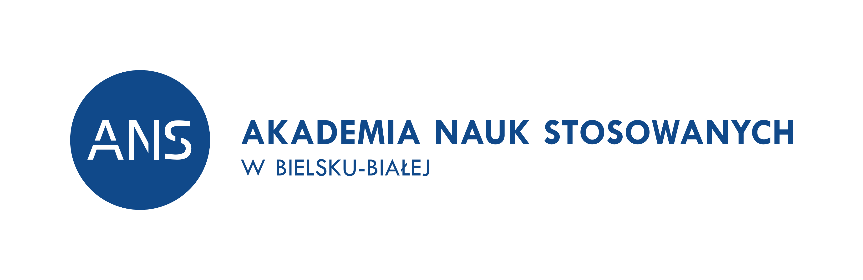 ANS
AKADEMIA NAUK STOSOWANYCH
W BIELSKU-BIAŁEJ